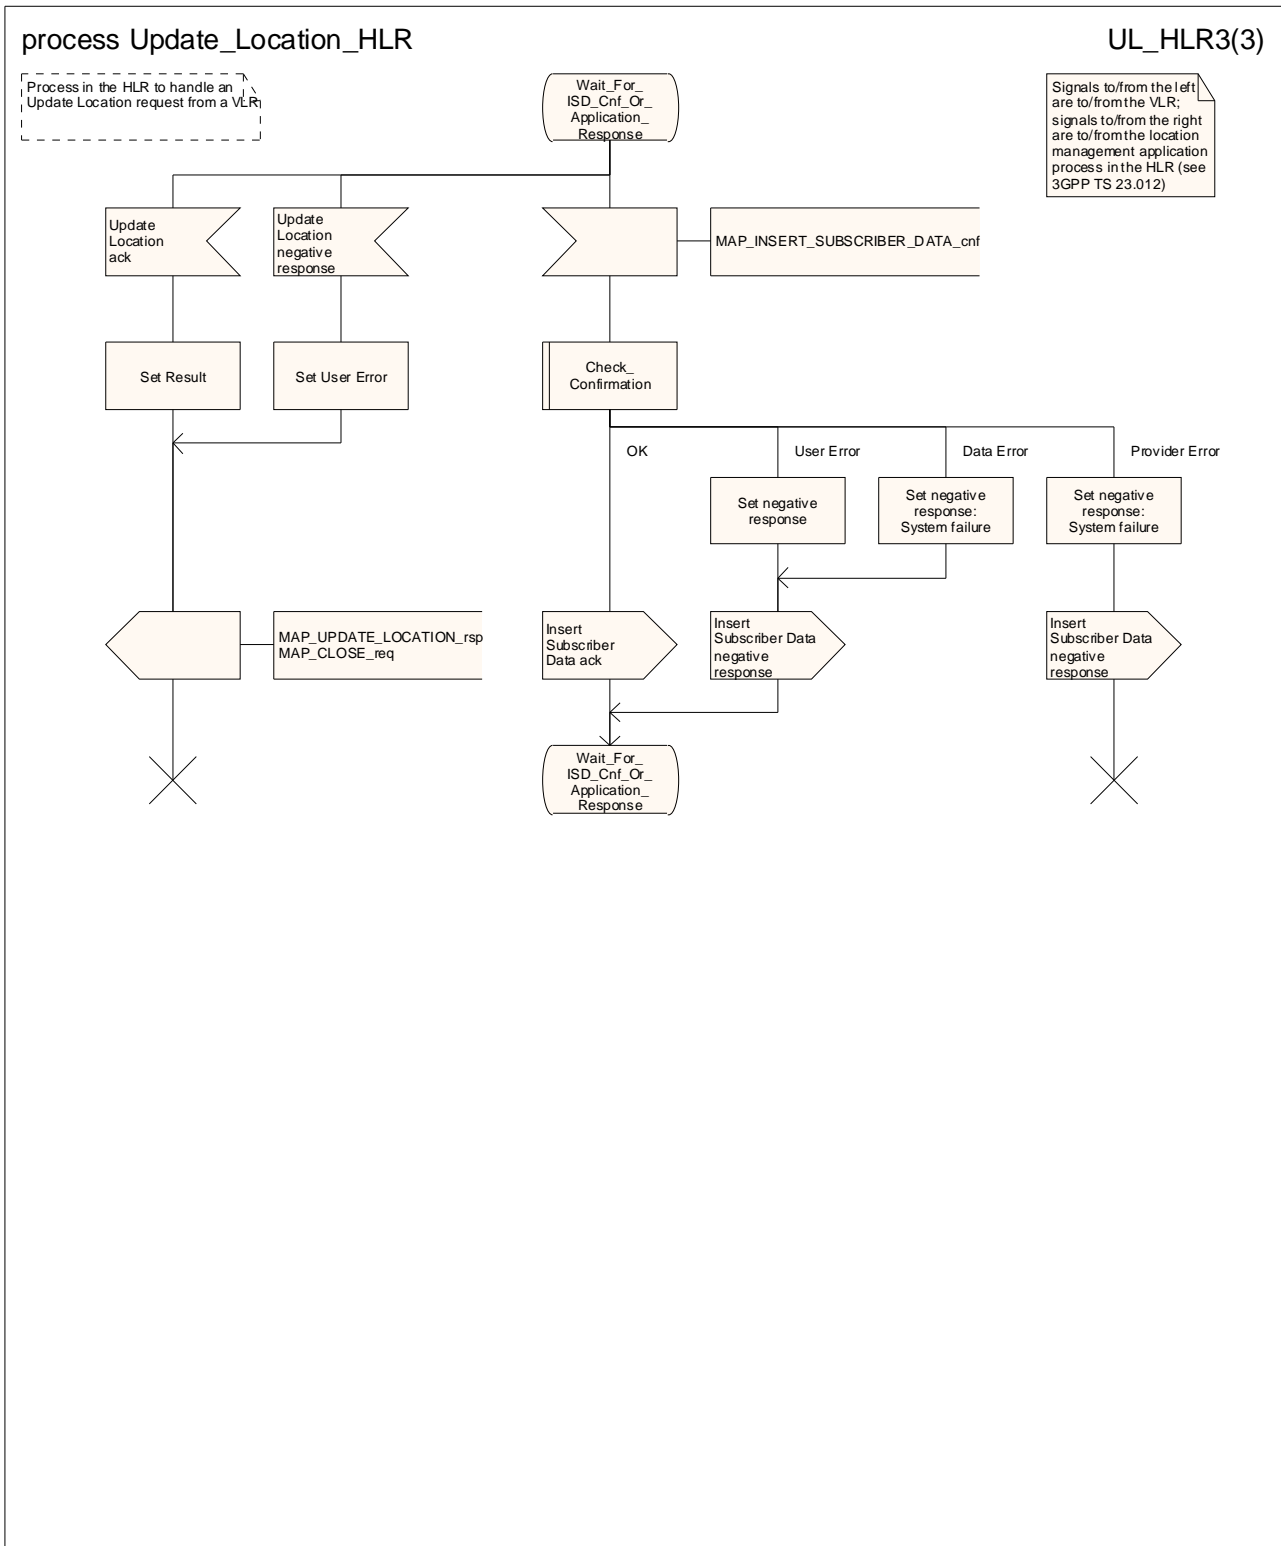 process Update_Location_HLR
UL_HLR3(3)
Process in the HLR to handle an
Update Location request from a VLR
Wait_For_
ISD_Cnf_Or_
Application_
Response
Signals to/from the left
are to/from the VLR;
signals to/from the right
are to/from the location
management application
process in the HLR (see
3GPP TS 23.012)
Update
Location
ack
Update
Location
negative
response
MAP_INSERT_SUBSCRIBER_DATA_cnf
Set Result
Set User Error
Check_
Confirmation
OK
User Error
Data Error
Provider Error
Set negative
response
Set negative
response:
System failure
Set negative
response:
System failure
MAP_UPDATE_LOCATION_rsp
MAP_CLOSE_req
Insert
Subscriber
Data ack
Insert
Subscriber Data
negative
response
Insert
Subscriber Data
negative
response
Wait_For_
ISD_Cnf_Or_
Application_
Response